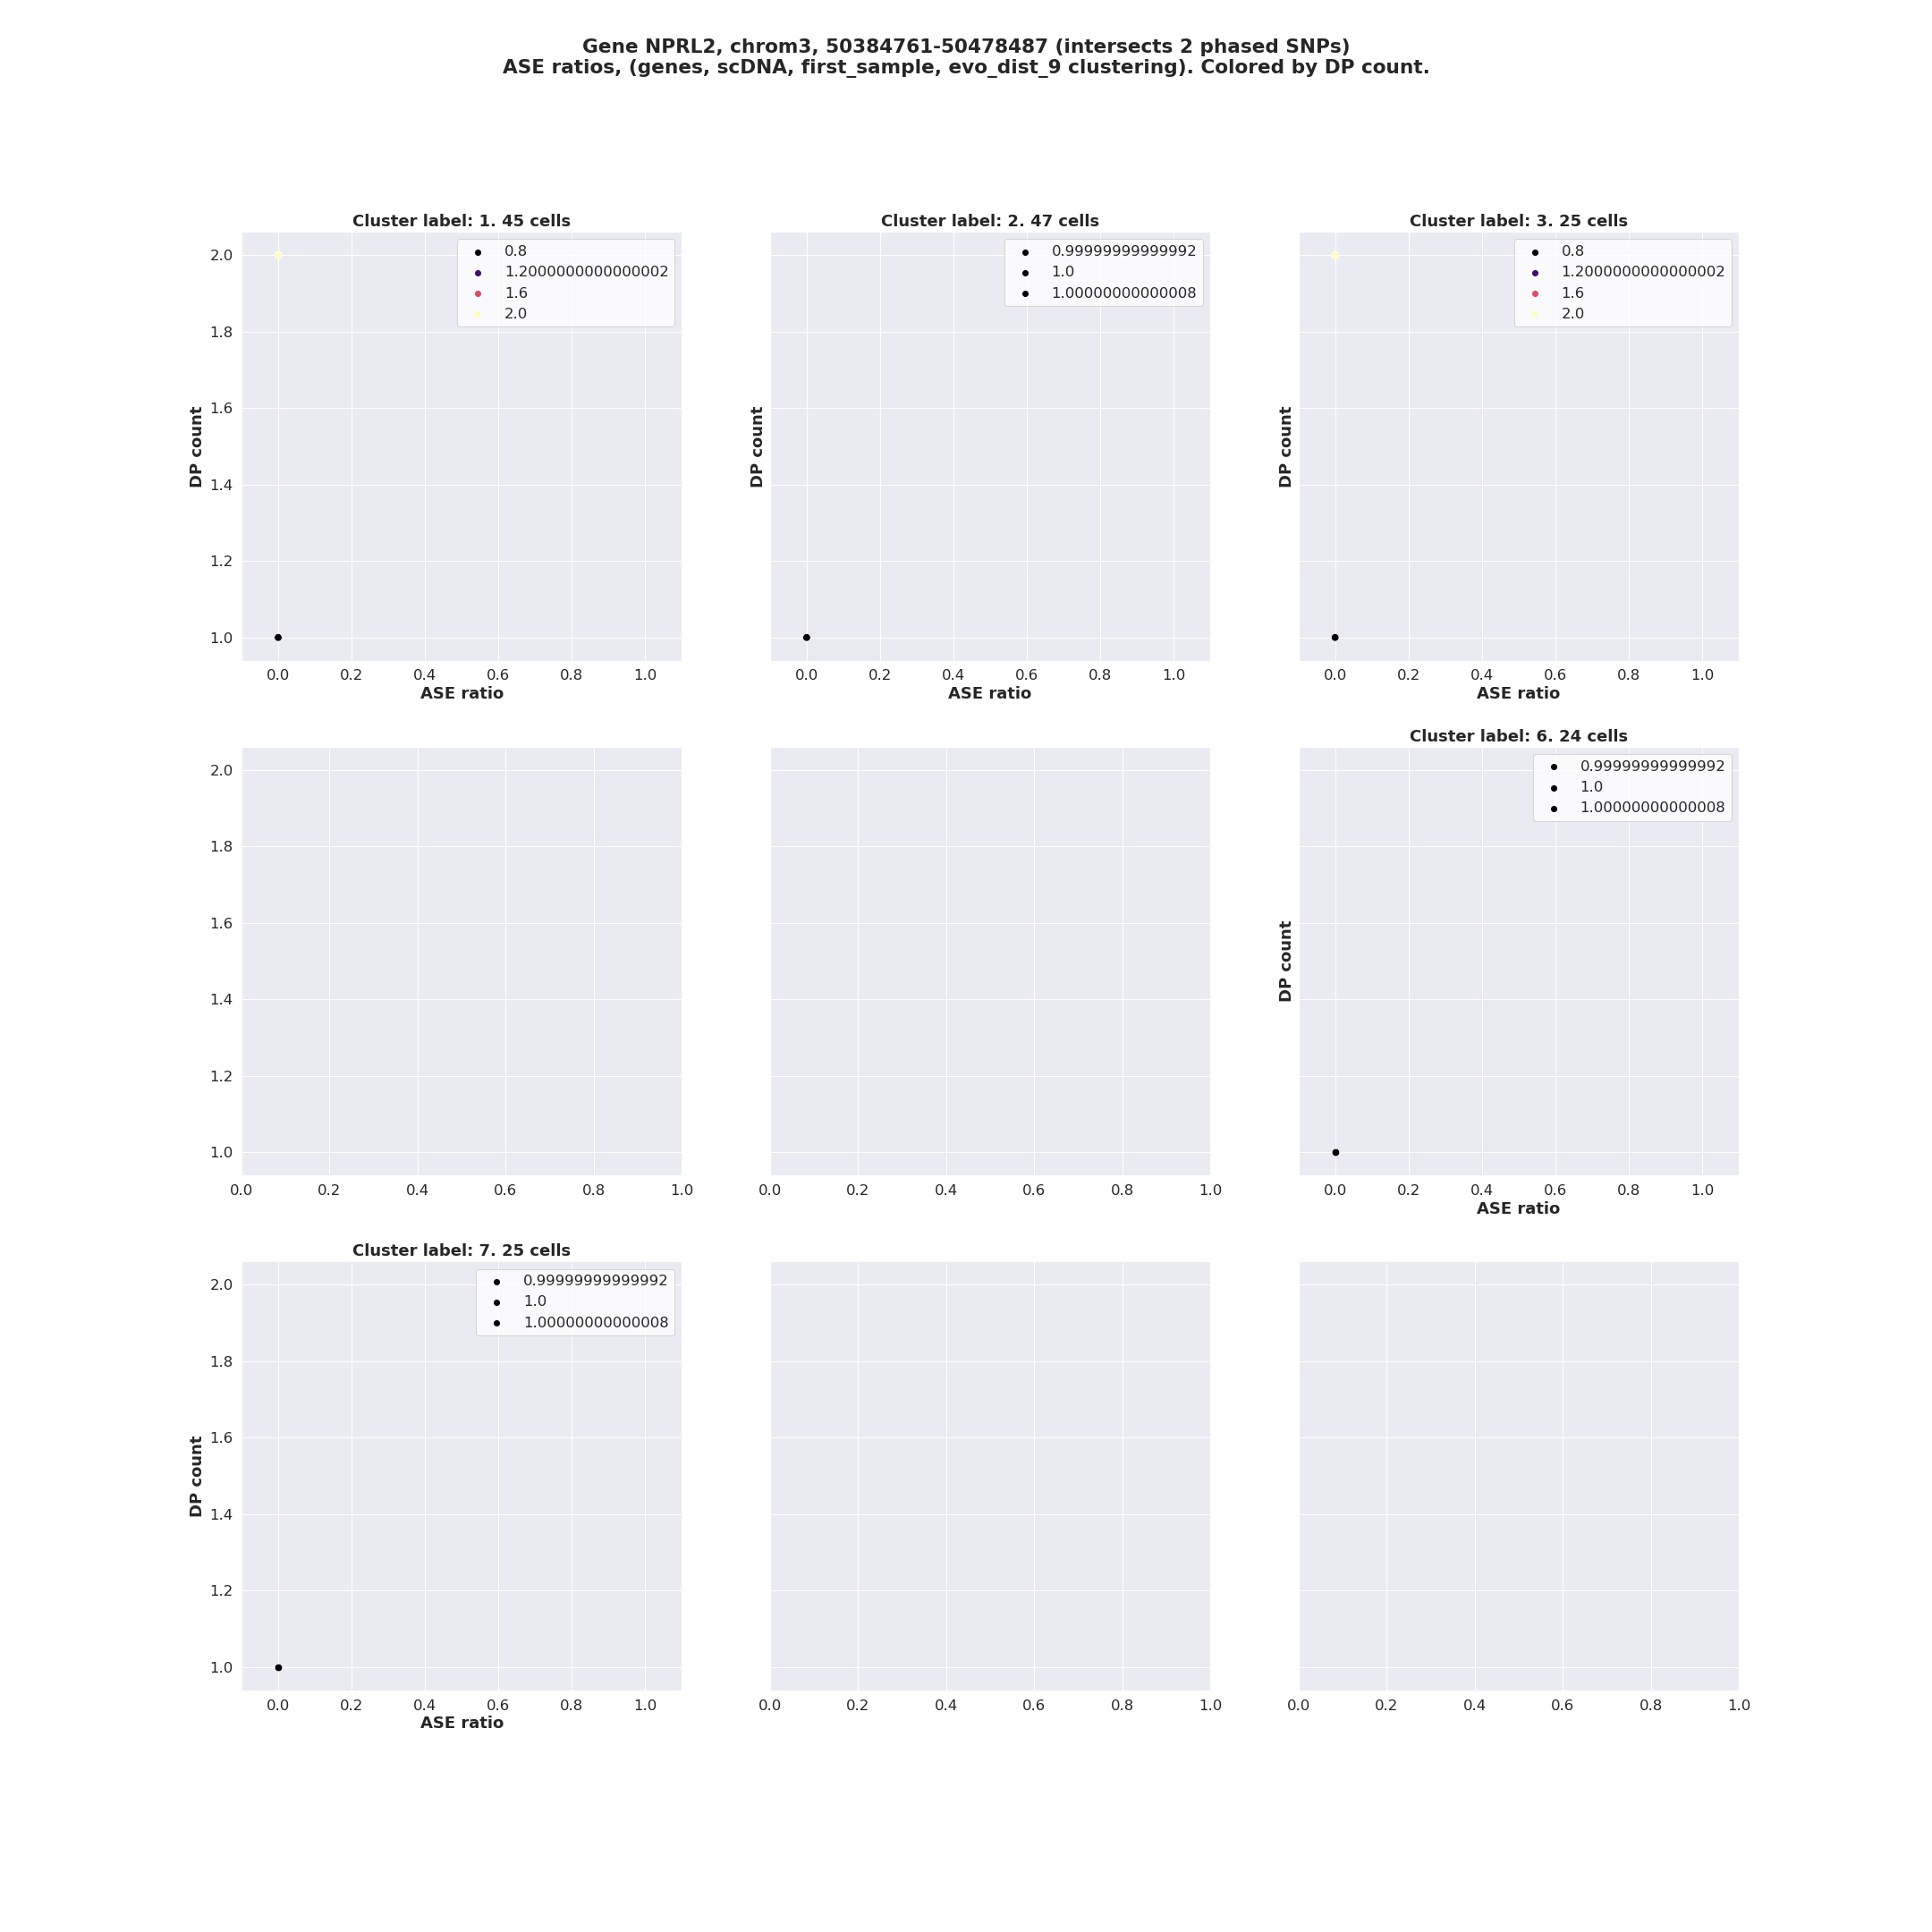 Gene NPRL2, chrom3, 50384761-50478487 (intersects 2 phased SNPs)
ASE ratios, (genes, scDNA, first_sample, evo_dist_9 clustering). Colored by DP count.
Cluster label: 1. 45 cells
0.8
1.2000000000000002
1.6
2.0
DP count
2.0
1.8
1.6
1.4
1.2
1.0
0.0 0.2 0.4 0.6 0.8 1.0
ASE ratio
Cluster label: 2. 47 cells
0.99999999999992
1.0
1.00000000000008
DP count
0.0 0.2 0.4 0.6 0.8 1.0
ASE ratio
Cluster label: 3. 25 cells
0.8
1.2000000000000002
1.6
2.0
DP count
0.0 0.2 0.4 0.6 0.8 1.0
ASE ratio
2.0
1.8
1.6
1.4
1.2
1.0
0.0 0.2 0.4 0.6 0.8 1.0
0.0 0.2 0.4 0.6 0.8 1.0
Cluster label: 6. 24 cells
0.99999999999992
1.0
1.00000000000008
DP count
0.0 0.2 0.4 0.6 0.8 1.0
ASE ratio
Cluster label: 7. 25 cells
0.99999999999992
1.0
1.00000000000008
DP count
2.0
1.8
1.6
1.4
1.2
1.0
0.0 0.2 0.4 0.6 0.8 1.0
ASE ratio
0.0 0.2 0.4 0.6 0.8 1.0
0.0 0.2 0.4 0.6 0.8 1.0